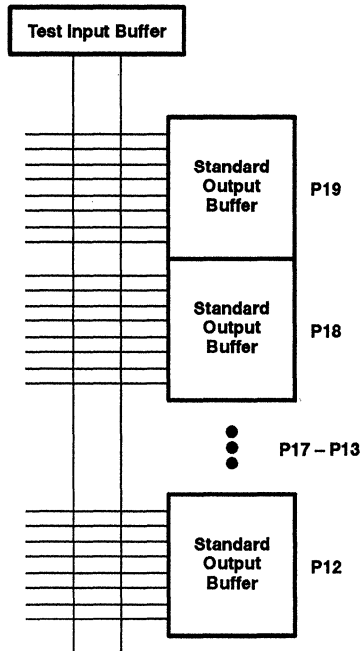 Test Input Buffer
Standard
Output
Buffer
P19
Standard
Output
Buffer
P18
P17 – P13
Standard
Output
Buffer
P12